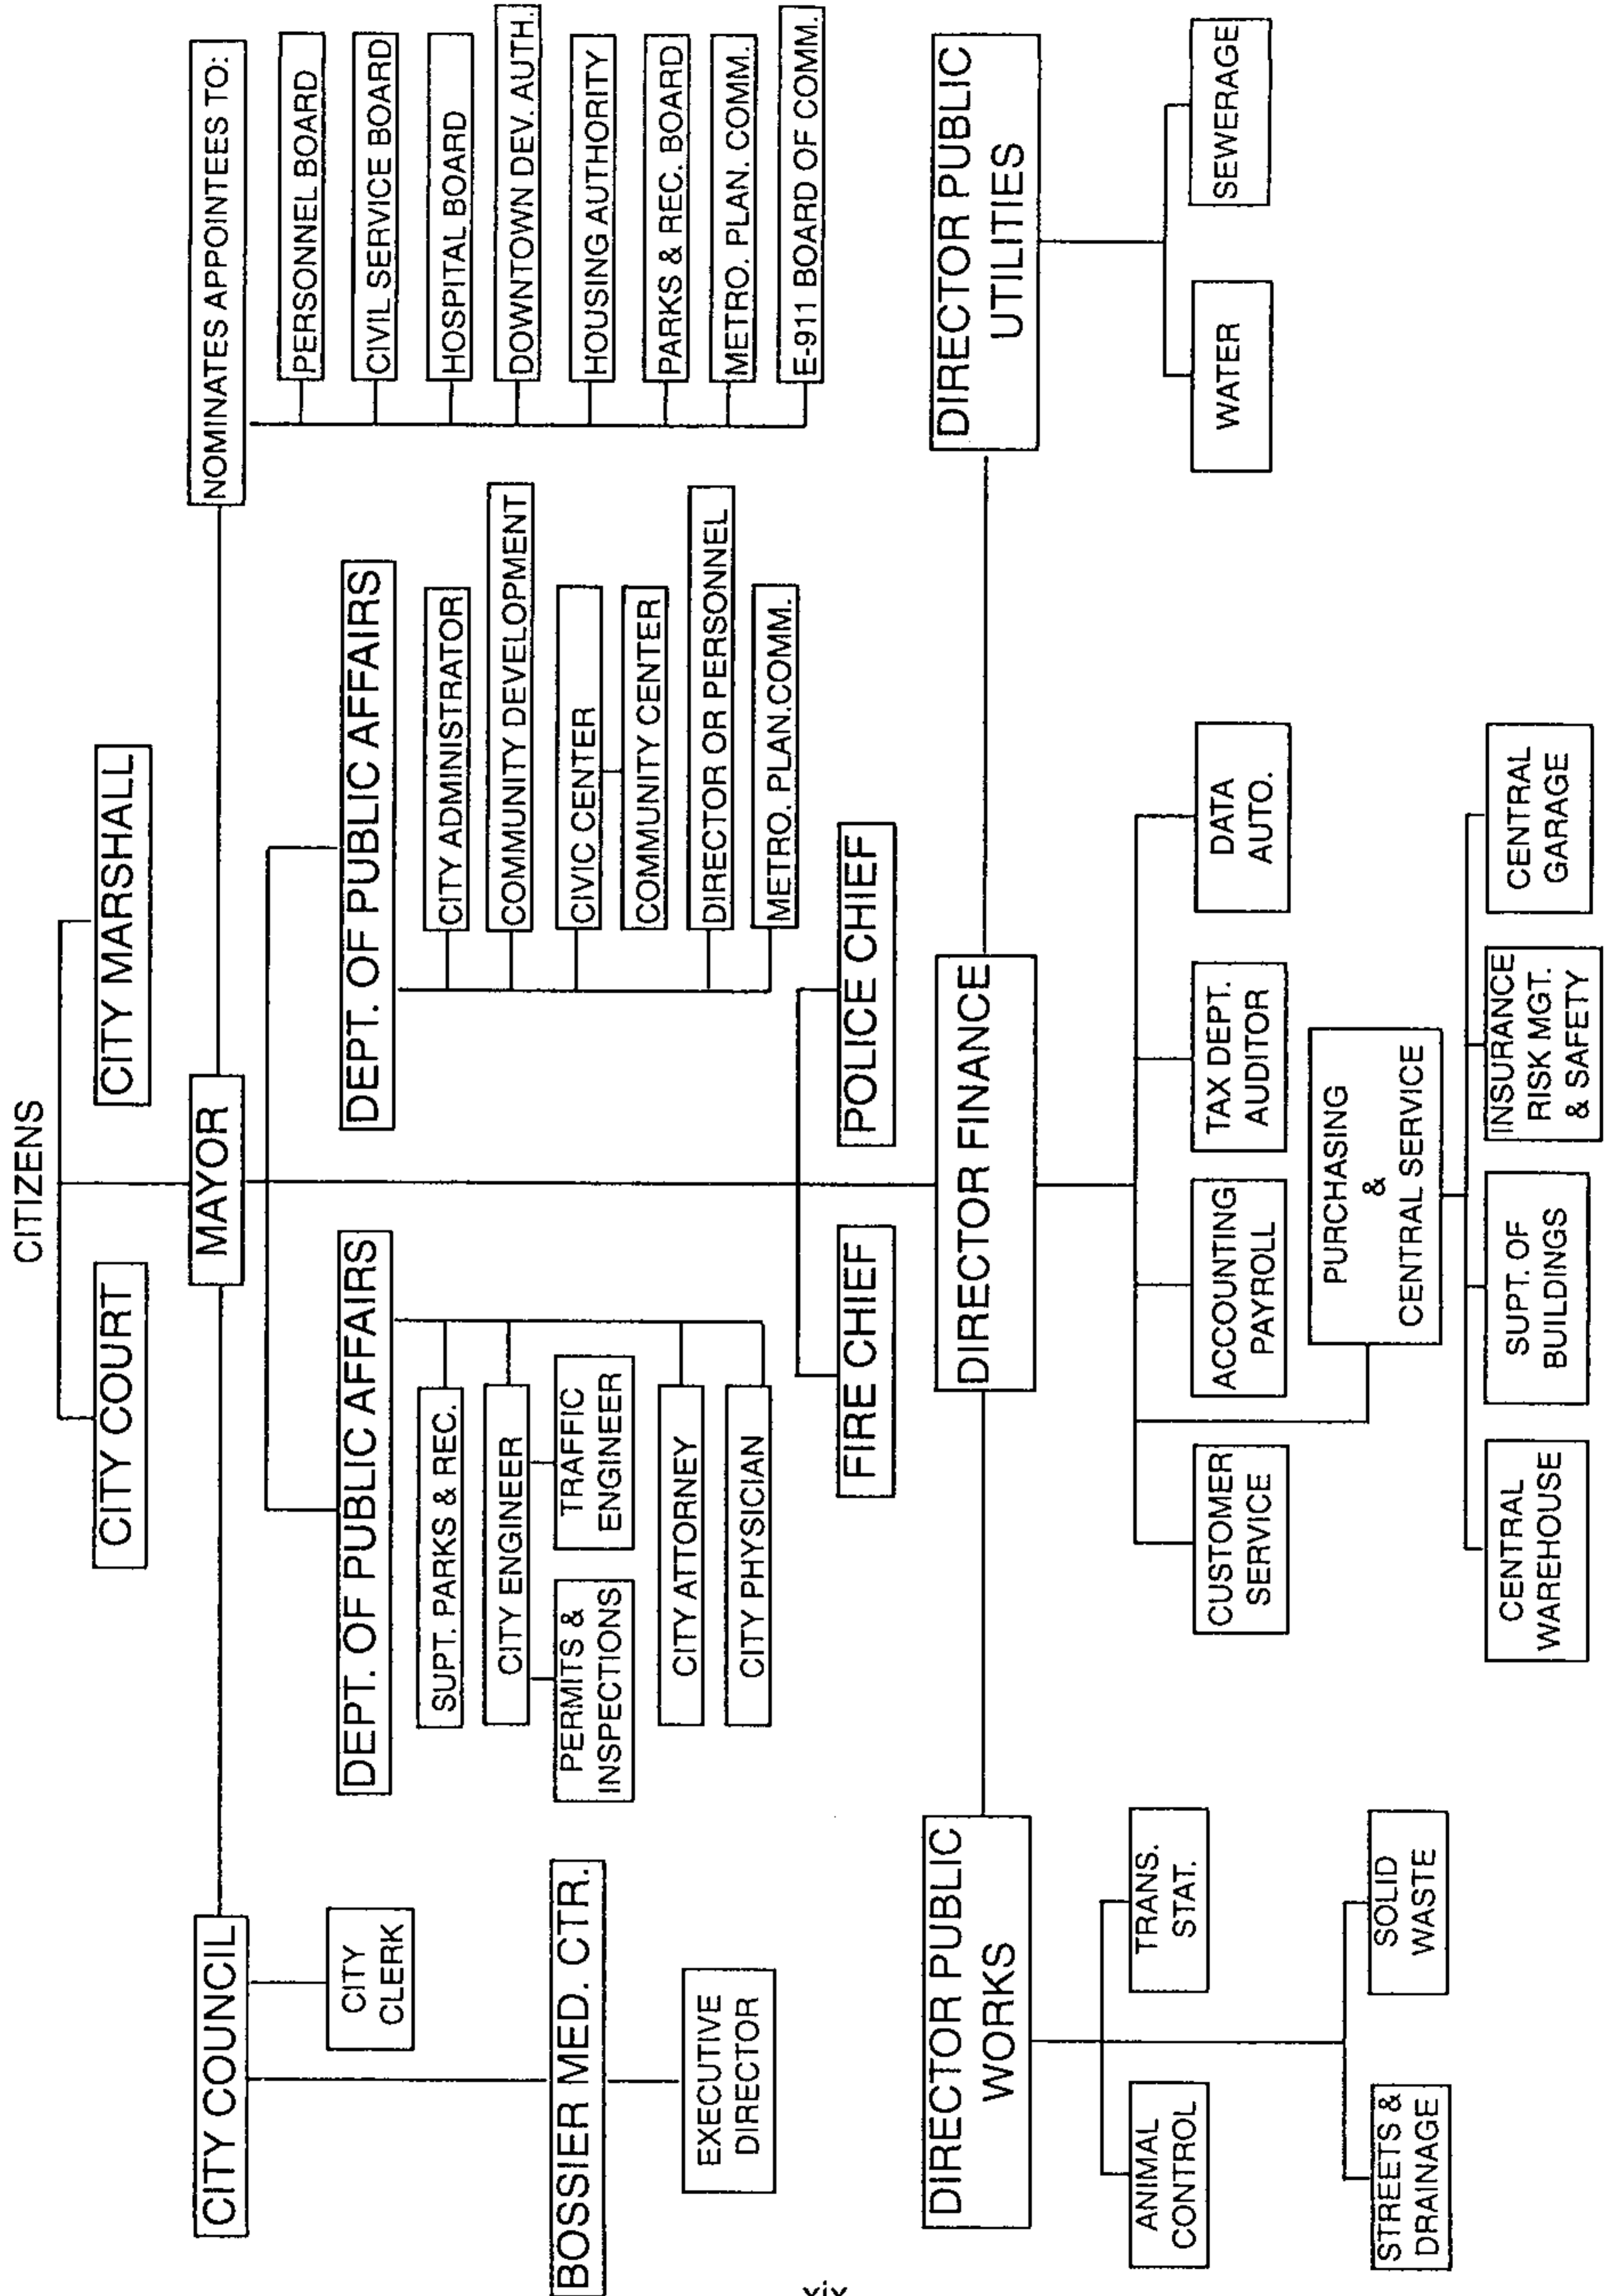 CITIZENS
CITY COURT
CITY MARSHALL
CITY COUNCIL
MAYOR
NOMINATES APPOINTEES TO:
CITY
CLERK
BOSSIER MED. CTR.
EXECUTIVE
DIRECTOR
DEPT. OF PUBLIC AFFAIRS
SUPT. PARKS & REC.
CITY ENGINEER
PERMITS &
INSPECTIONS
TRAFFIC
ENGINEER
CITY ATTORNEY
CITY PHYSICIAN
DEPT. OF PUBLIC AFFAIRS
CITY ADMINISTRATOR
COMMUNITY DEVELOPMENT
CIVIC CENTER
COMMUNITY CENTER
DIRECTOR OR PERSONNEL
METRO. PLAN.COMM.
PERSONNEL BOARD
CIVIL SERVICE BOARD
HOSPITAL BOARD
DOWNTOWN DEV. AUTH.
HOUSING AUTHORITY
PARKS & REC. BOARD
METRO. PLAN. COMM.
E-911 BOARD OF COMM.
FIRE CHIEF
POLICE CHIEF
DIRECTOR PUBLIC
WORKS
DIRECTOR FINANCE
DIRECTOR PUBLIC
UTILITIES
ANIMAL
CONTROL
TRANS.
STAT.
STREETS &
DRAINAGE
SOLID
WASTE
CUSTOMER
SERVICE
ACCOUNTING
PAYROLL
TAX DEPT.
AUDITOR
DATA
AUTO.
PURCHASING
&
CENTRAL SERVICE
CENTRAL
WAREHOUSE
SUPT. OF
BUILDINGS
INSURANCE
RISK MGT.
& SAFETY
CENTRAL
GARAGE
WATER
SEWERAGE
xix